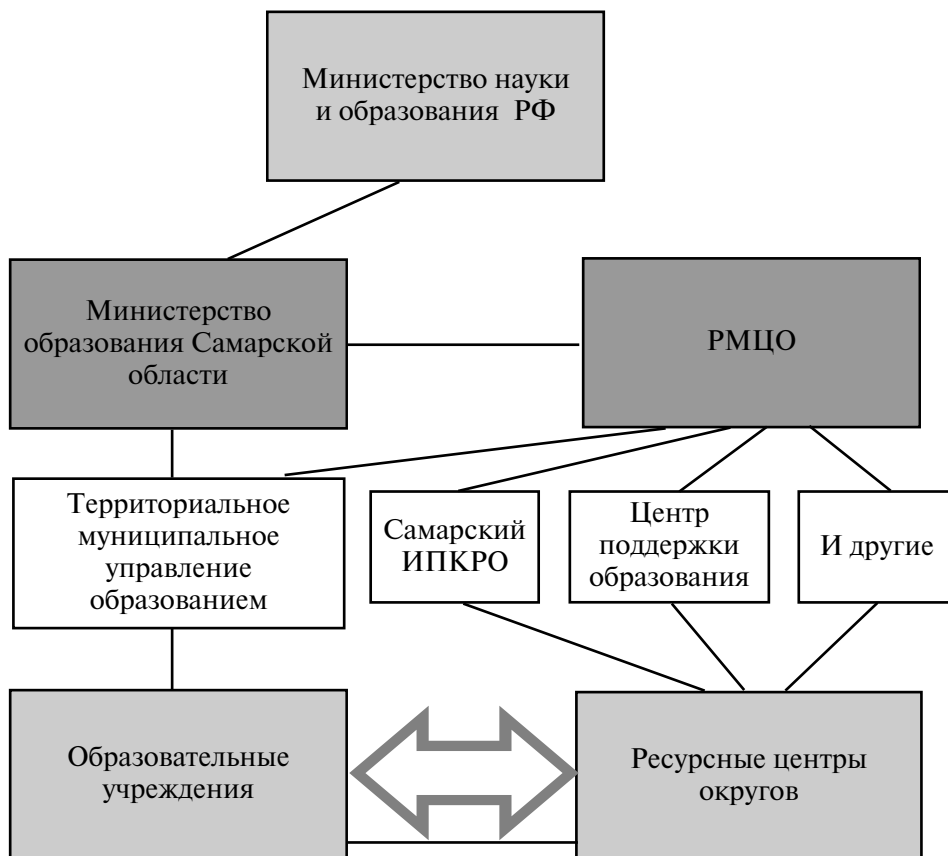 Министерство науки
и образования РФ
Министерство
образования Самарской
области
РМЦО
Территориальное
муниципальное
управление
образованием
Самарский
ИПКРО
Центр
поддержки
образования
И другие
Образовательные
учреждения
Ресурсные центры
округов